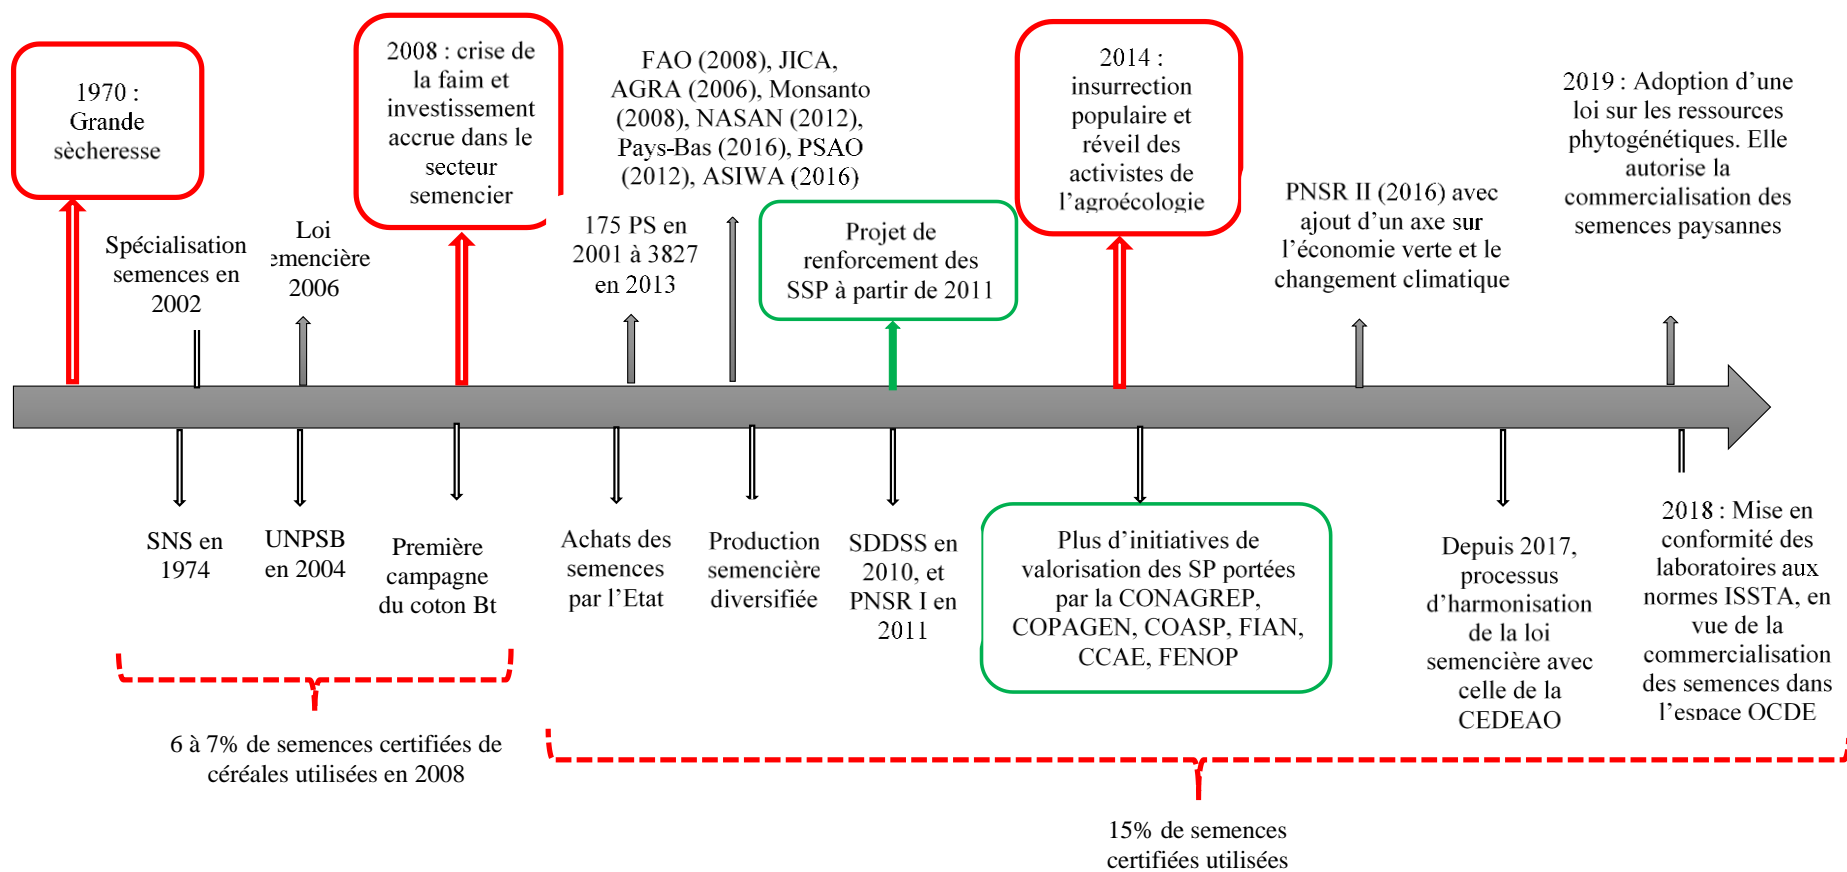 1970 :
Grande
sècheresse
Spécialisation
semences en
2002
Loi
emencière
2006
2008 : crise de
la faim et
investissement
accrue dans le
secteur
semencier
FAO (2008), JICA,
AGRA (2006), Monsanto
(2008), NASAN (2012),
Pays-Bas (2016), PSAO
(2012), ASIWA (2016)
175 PS en
2001 à 3827
en 2013
Projet de
renforcement des
SSP à partir de 2011
2014 :
insurrection
populaire et
réveil des
activistes de
l’agroécologie
PNSR II (2016) avec
ajout d’un axe sur
l’économie verte et le
changement climatique
2019 : Adoption d’une
loi sur les ressources
phytogénétiques. Elle
autorise la
commercialisation des
semences paysannes
SNS en
1974
UNPSB
en 2004
Première
campagne
du coton Bt
Achats des
semences
par l’Etat
Production
semencière
diversifiée
SDDSS en
2010, et
PNSR I en
2011
Plus d’initiatives de
valorisation des SP portées
par la CONAGREP,
COPAGEN, COASP, FIAN,
CCAE, FENOP
Depuis 2017,
processus
d’harmonisation
de la loi
semencière avec
celle de la
CEDEAO
2018 : Mise en
conformité des
laboratoires aux
normes ISSTA, en
vue de la
commercialisation
des semences dans
l’espace OCDE
6 à 7% de semences certifiées de
céréales utilisées en 2008
15% de semences
certifiées utilisées